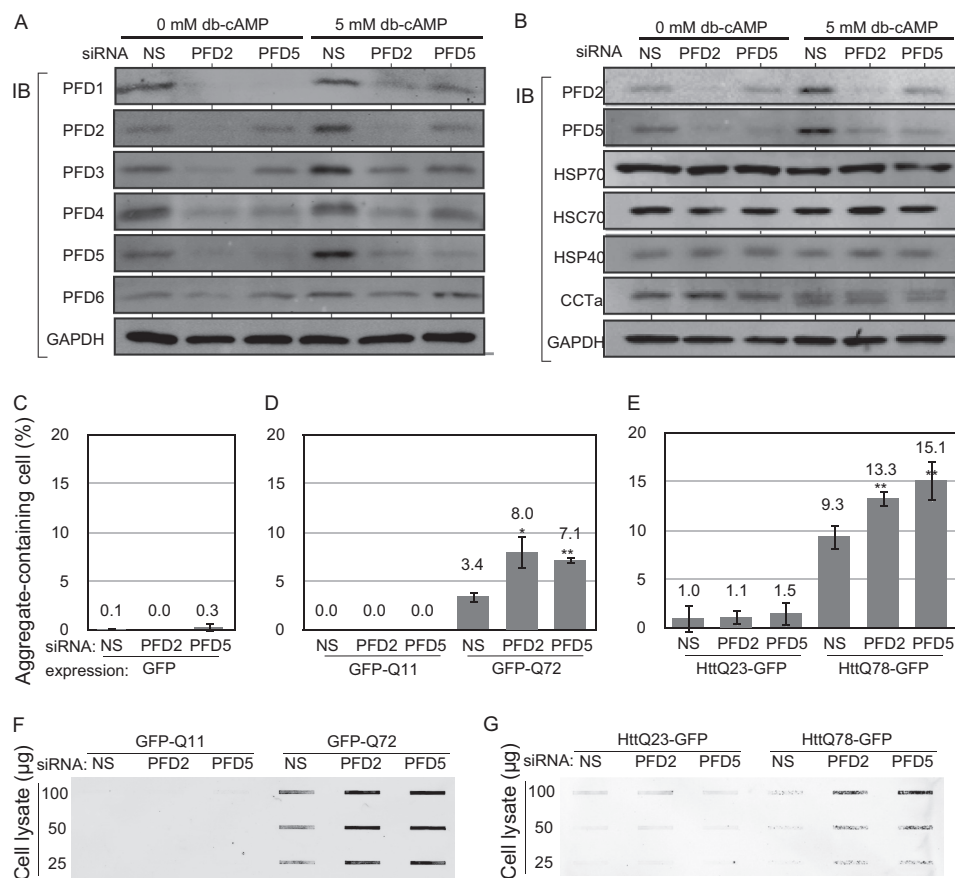 A
0 mM db-cAMP 5 mM db-cAMP
siRNA NS PFD2 PFD5 NS PFD2 PFD5
IB
PFD1
PFD2
PFD3
PFD4
PFD5
PFD6
GAPDH
B
0 mM db-cAMP 5 mM db-cAMP
siRNA NS PFD2 PFD5 NS PFD2 PFD5
IB
PFD2
PFD5
HSP70
HSC70
HSP40
CCTa
GAPDH
Aggregate-containing cell (%)
C
20
15
10
5
0
0.1 0.0 0.3
siRNA: NS PFD2 PFD5
expression: GFP
D
20
15
10
5
0
0.0 0.0 0.0 3.4 8.0 7.1
* **
NS PFD2 PFD5 NS PFD2 PFD5
GFP-Q11 GFP-Q72
E
20
15
10
5
0
1.0 1.1 1.5 9.3 13.3 15.1
** **
NS PFD2 PFD5 NS PFD2 PFD5
HttQ23-GFP HttQ78-GFP
F
GFP-Q11 GFP-Q72
siRNA: NS PFD2 PFD5 NS PFD2 PFD5
Cell lysate (µg)
100
50
25
G
HttQ23-GFP HttQ78-GFP
siRNA: NS PFD2 PFD5 NS PFD2 PFD5
Cell lysate (µg)
100
50
25